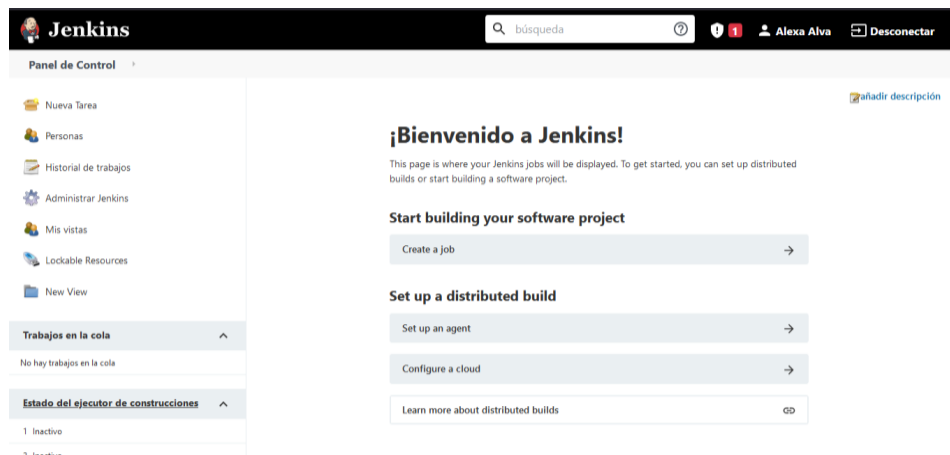 Jenkins
búsqueda
1
Alexa Alva
Desconectar
Panel de Control
añadir descripción
Nueva Tarea
Personas
Historial de trabajos
Administrar Jenkins
Mis vistas
Lockable Resources
New View
Trabajos en la cola
No hay trabajos en la cola
Estado del ejecutor de construcciones
1 Inactivo
¡Bienvenido a Jenkins!
This page is where your Jenkins jobs will be displayed. To get started, you can set up distributed
builds or start building a software project.
Start building your software project
Create a job
Set up a distributed build
Set up an agent
Configure a cloud
Learn more about distributed builds